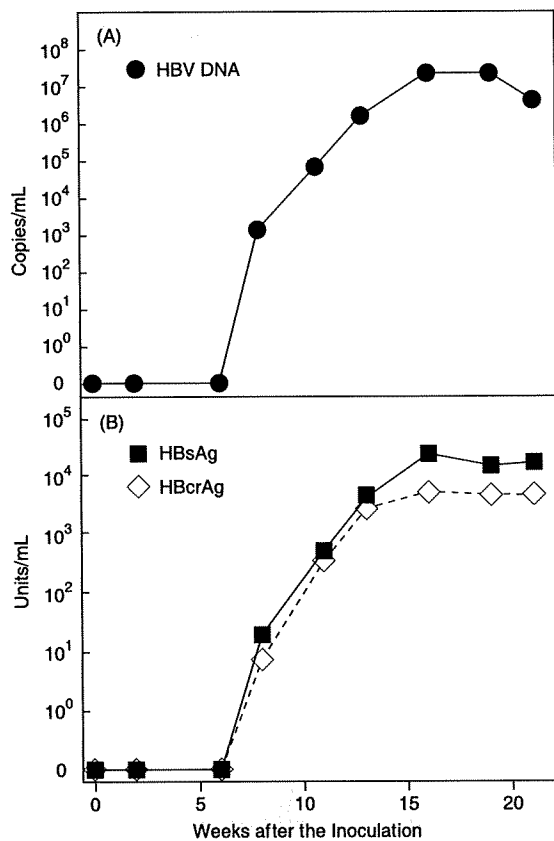 (A)
HBV DNA
Copies/mL
10⁸
10⁷
10⁶
10⁵
10⁴
10³
10²
10¹
10⁰
0
(B)
HBsAg
HBcrAg
Units/mL
10⁵
10⁴
10³
10²
10¹
10⁰
0
0 5 10 15 20
Weeks after the Inoculation